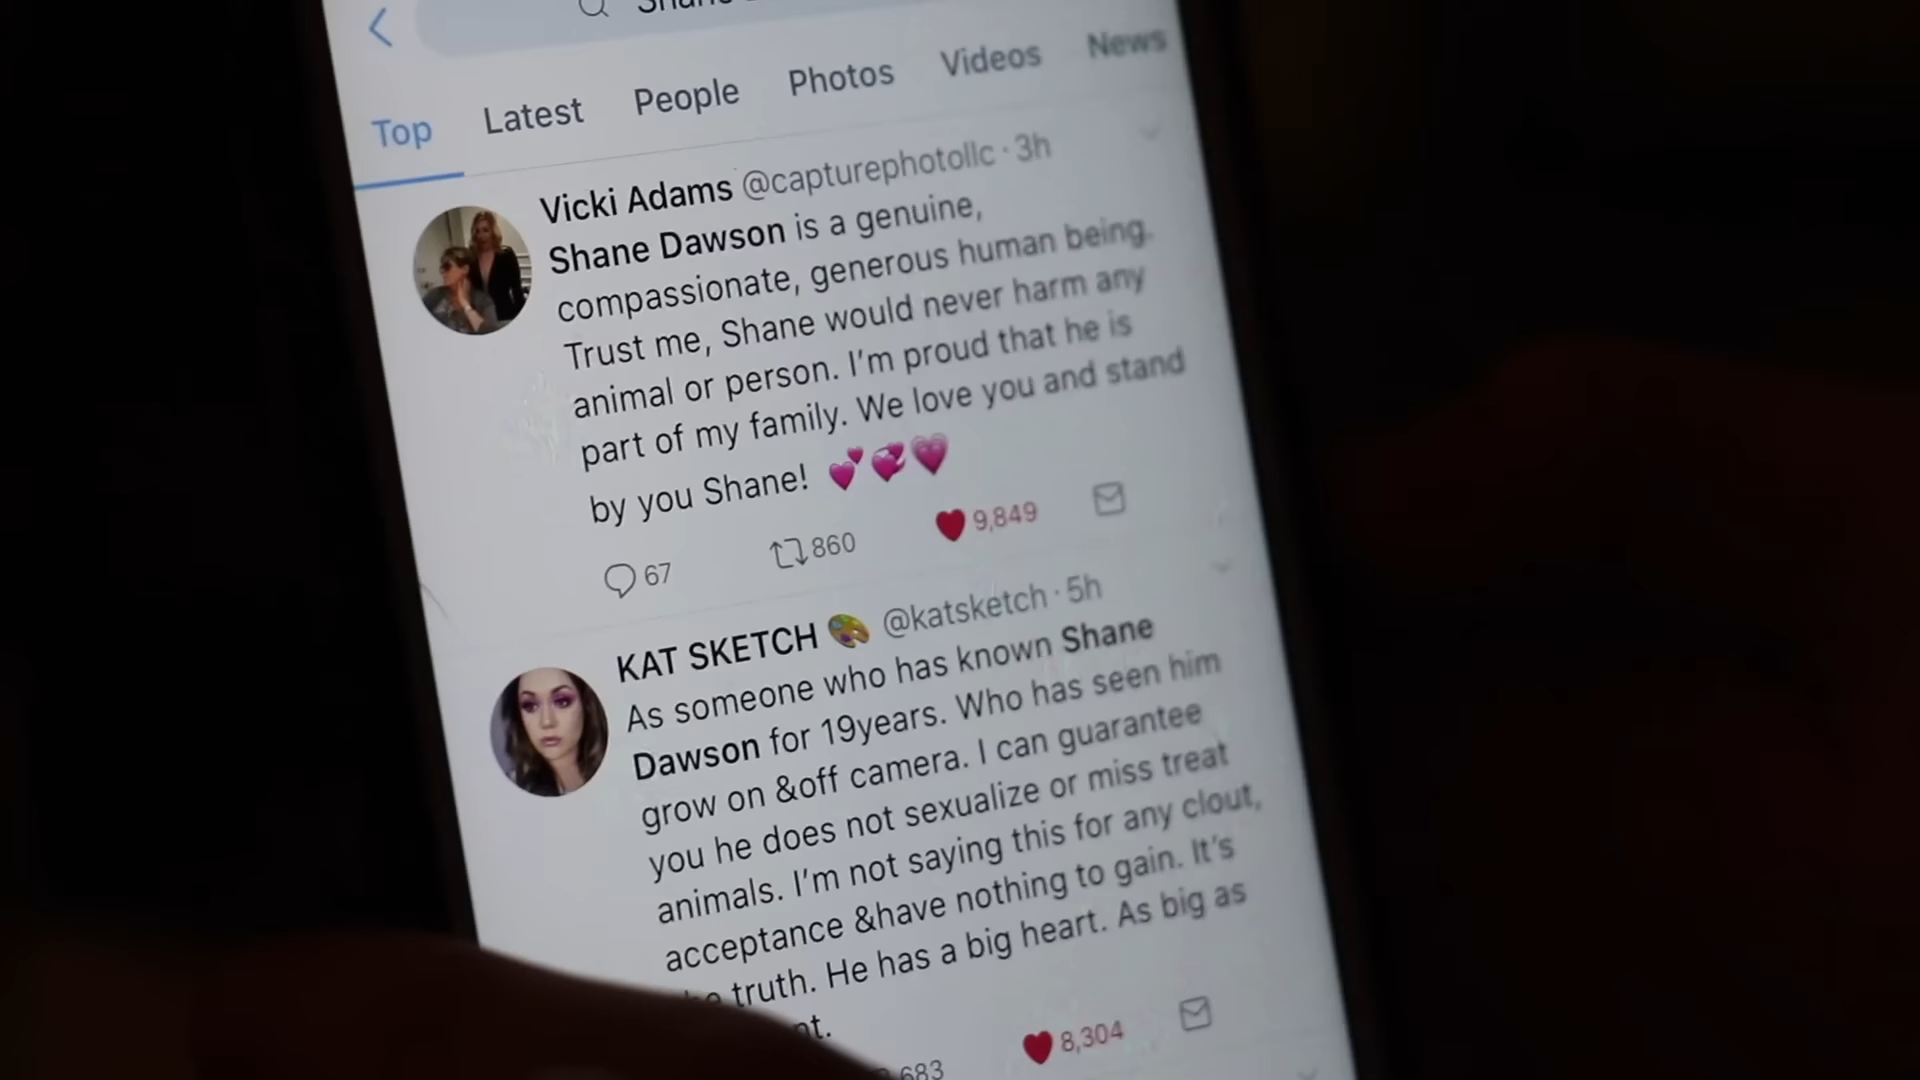 Shane
Top Latest People Photos Videos News
Vicki Adams @capturephotollc · 3h
Shane Dawson is a genuine,
compassionate, generous human being.
Trust me, Shane would never harm any
animal or person. I'm proud that he is
part of my family. We love you and stand
by you Shane! 💕💞💗
67 860 9,849
KAT SKETCH 🎨 @katsketch · 5h
As someone who has known Shane
Dawson for 19years. Who has seen him
grow on &off camera. I can guarantee
you he does not sexualize or miss treat
animals. I'm not saying this for any clout,
acceptance &have nothing to gain. It's
truth. He has a big heart. As big as
683 8,304